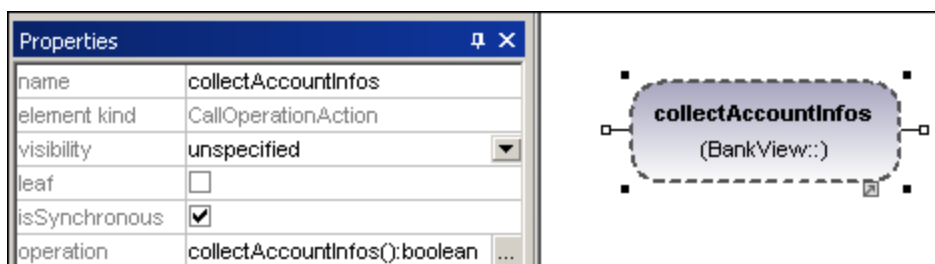 Properties
name collectAccountInfos
element kind CallOperationAction
visibility unspecified
leaf
isSynchronous
operation collectAccountInfos():boolean ...
collectAccountInfos
(BankView::)